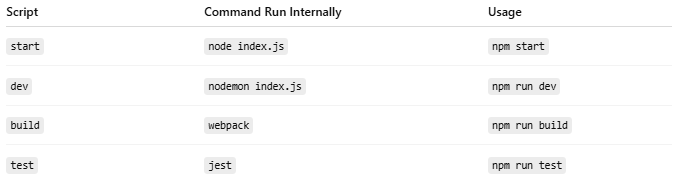 Script Command Run Internally Usage
start node index.js npm start
dev nodemon index.js npm run dev
build webpack npm run build
test jest npm run test